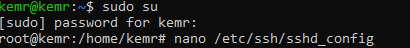 kemr@kemr:~$ sudo su
[sudo] password for kemr:
root@kemr:/home/kemr# nano /etc/ssh/sshd_config